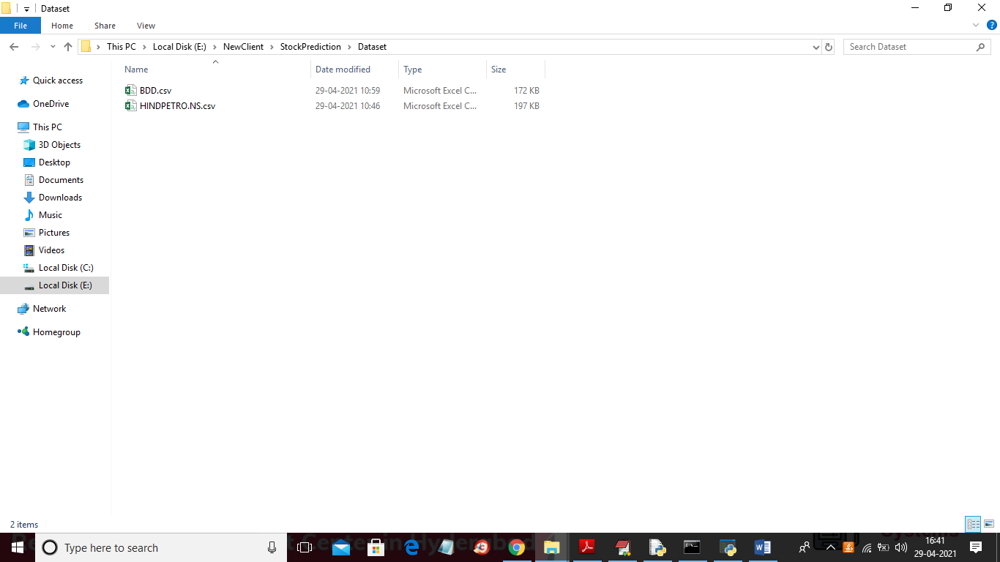 Dataset
File Home Share View
This PC Local Disk (E:) NewClient StockPrediction Dataset
Search Dataset
Name Date modified Type Size
BDD.csv 29-04-2021 10:59 Microsoft Excel C... 172 KB
HINDPETRO.NS.csv 29-04-2021 10:46 Microsoft Excel C... 197 KB
Quick access
OneDrive
This PC
3D Objects
Desktop
Documents
Downloads
Music
Pictures
Videos
Local Disk (C:)
Local Disk (E:)
Network
Homegroup
2 items
Type here to search
16:41
29-04-2021